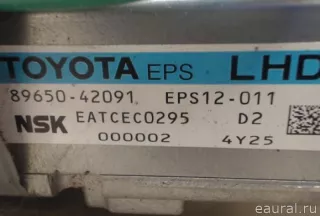 TOYOTA EPS LHD
89650-42091 EPS12-011
NSK EATCEC0295 D2
000002 4Y25
eaural.ru